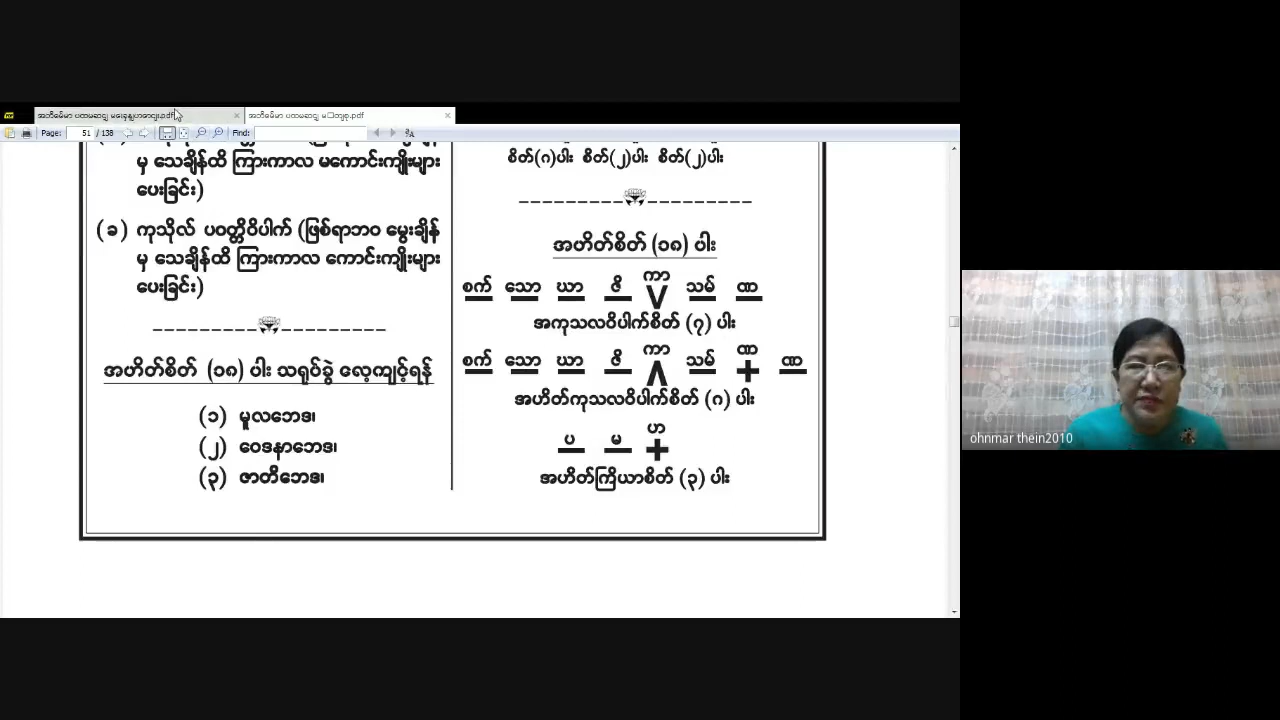 Page: 51 / 138 Find:
မှ သေချိန်ထိ ကြားကာလ မကောင်းကျိုးများ
ပေးခြင်း)
(ခ) ကုသိုလ် ပဝတ္တိဝိပါက် (ဖြစ်ရာဘဝ မွေးချိန်
မှ သေချိန်ထိ ကြားကာလ ကောင်းကျိုးများ
ပေးခြင်း)
အဟိတ်စိတ် (၁၈) ပါး သရုပ်ခွဲ လေ့ကျင့်ရန်
(၁) မူလဘေဒ၊
(၂) ဝေဒနာဘေဒ၊
(၃) ဇာတိဘေဒ၊
စိတ်(၈)ပါး စိတ်(၂)ပါး စိတ်(၂)ပါး
အဟိတ်စိတ် (၁၈) ပါး
စက် သော ဃာ ဇိ ကာ သမ် ဏ
အကုသလဝိပါက်စိတ် (၇) ပါး
စက် သော ဃာ ဇိ ကာ သမ် ဏ ဏ
အဟိတ်ကုသလဝိပါက်စိတ် (၈) ပါး
ပ မ ဟ
အဟိတ်ကြိယာစိတ် (၃) ပါး
ohnmar thein2010